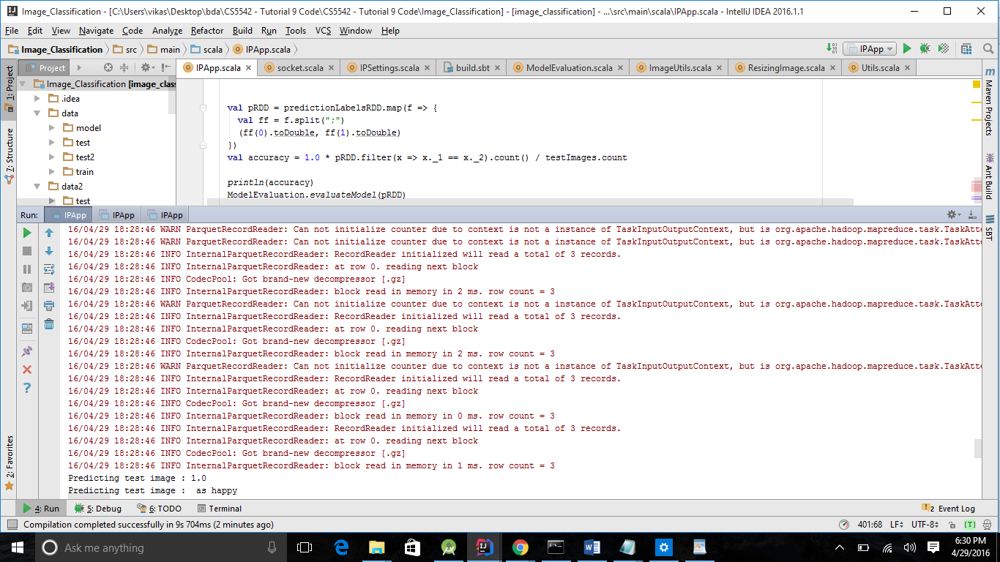 Image_Classification - [C:\Users\vikas\Desktop\bda\CS5542 - Tutorial 9 Code\CS5542 - Tutorial 9 Code\Image_Classification] - [image_classification] - ...\src\main\scala\IPApp.scala - IntelliJ IDEA 2016.1.1
File Edit View Navigate Code Analyze Refactor Build Run Tools VCS Window Help
Image_Classification src main scala IPApp.scala IPApp
1: Project
7: Structure
2: Favorites
Project
IPApp.scala socket.scala IPSettings.scala build.sbt ModelEvaluation.scala ImageUtils.scala ResizingImage.scala Utils.scala
Image_Classification [image_clas
.idea
data
model
test
test2
train
data2
test
val pRDD = predictionLabelsRDD.map(f => {
val ff = f.split(";")
(ff(0).toDouble, ff(1).toDouble)
})
val accuracy = 1.0 * pRDD.filter(x => x._1 == x._2).count() / testImages.count
println(accuracy)
ModelEvaluation.evaluateModel(pRDD)
Maven Projects
Ant Build
SBT
Run: IPApp IPApp IPApp
16/04/29 18:28:46 WARN ParquetRecordReader: Can not initialize counter due to context is not a instance of TaskInputOutputContext, but is org.apache.hadoop.mapreduce.task.TaskAtte
16/04/29 18:28:46 WARN ParquetRecordReader: Can not initialize counter due to context is not a instance of TaskInputOutputContext, but is org.apache.hadoop.mapreduce.task.TaskAtte
16/04/29 18:28:46 INFO InternalParquetRecordReader: RecordReader initialized will read a total of 3 records.
16/04/29 18:28:46 INFO InternalParquetRecordReader: at row 0. reading next block
16/04/29 18:28:46 INFO CodecPool: Got brand-new decompressor [.gz]
16/04/29 18:28:46 INFO InternalParquetRecordReader: block read in memory in 2 ms. row count = 3
16/04/29 18:28:46 WARN ParquetRecordReader: Can not initialize counter due to context is not a instance of TaskInputOutputContext, but is org.apache.hadoop.mapreduce.task.TaskAtte
16/04/29 18:28:46 INFO InternalParquetRecordReader: RecordReader initialized will read a total of 3 records.
16/04/29 18:28:46 INFO InternalParquetRecordReader: at row 0. reading next block
16/04/29 18:28:46 INFO CodecPool: Got brand-new decompressor [.gz]
16/04/29 18:28:46 INFO InternalParquetRecordReader: block read in memory in 2 ms. row count = 3
16/04/29 18:28:46 WARN ParquetRecordReader: Can not initialize counter due to context is not a instance of TaskInputOutputContext, but is org.apache.hadoop.mapreduce.task.TaskAtte
16/04/29 18:28:46 INFO InternalParquetRecordReader: RecordReader initialized will read a total of 3 records.
16/04/29 18:28:46 INFO InternalParquetRecordReader: at row 0. reading next block
16/04/29 18:28:46 INFO CodecPool: Got brand-new decompressor [.gz]
16/04/29 18:28:46 INFO InternalParquetRecordReader: block read in memory in 0 ms. row count = 3
16/04/29 18:28:46 INFO InternalParquetRecordReader: RecordReader initialized will read a total of 3 records.
16/04/29 18:28:46 INFO InternalParquetRecordReader: at row 0. reading next block
16/04/29 18:28:46 INFO CodecPool: Got brand-new decompressor [.gz]
16/04/29 18:28:46 INFO InternalParquetRecordReader: block read in memory in 1 ms. row count = 3
Predicting test image : 1.0
Predicting test image :  as happy
4: Run 5: Debug 6: TODO Terminal 2 Event Log
Compilation completed successfully in 9s 704ms (2 minutes ago) 401:68 LF UTF-8 [T]
Ask me anything
6:30 PM
4/29/2016